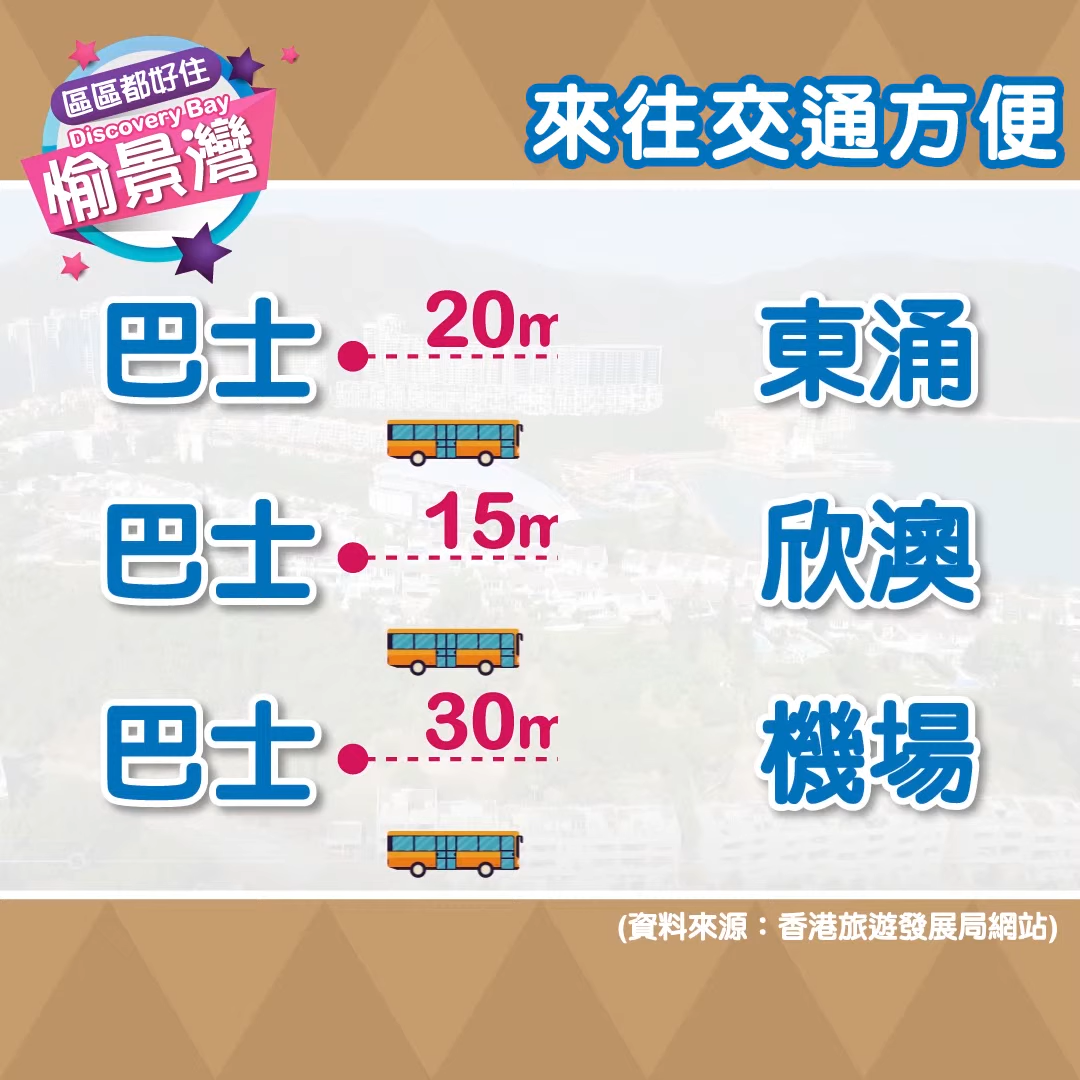 區區都好住
Discovery Bay
愉景灣
來往交通方便
巴士 20m 東涌
巴士 15m 欣澳
巴士 30m 機場
(資料來源：香港旅遊發展局網站)